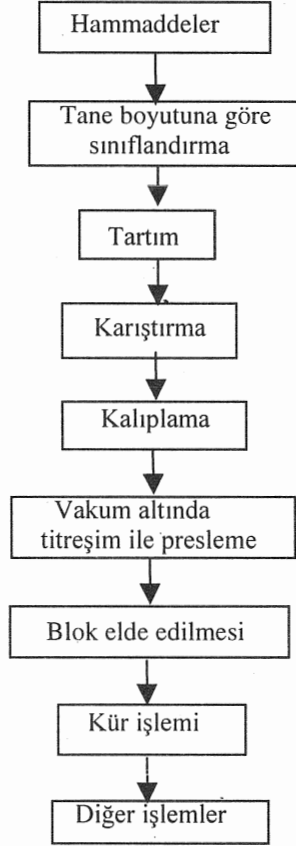 Hammaddeler
Tane boyutuna göre
sınıflandırma
Tartım
Karıştırma
Kalıplama
Vakum altında
titreşim ile presleme
Blok elde edilmesi
Kür işlemi
Diğer işlemler